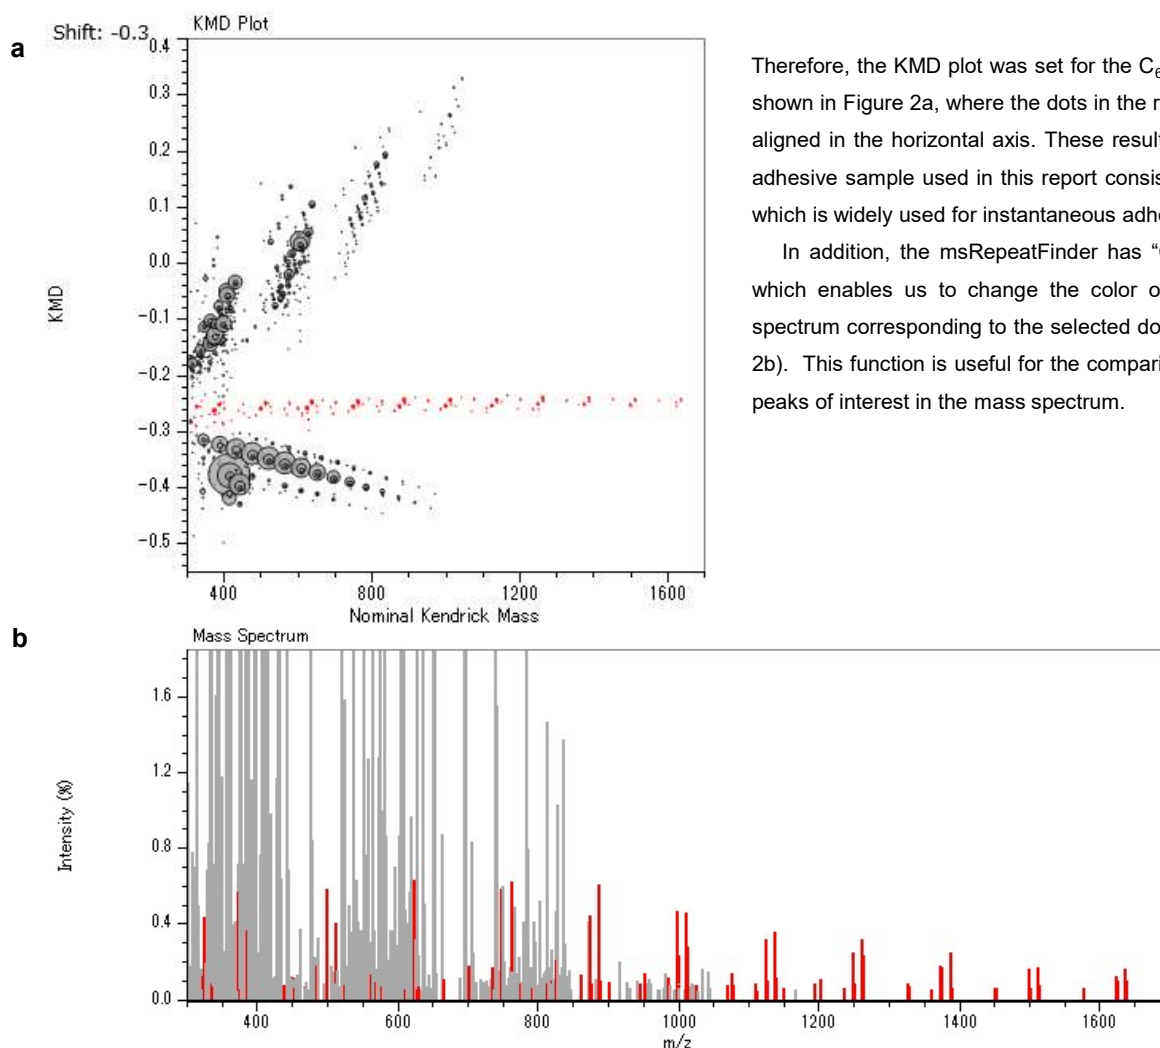 a
Shift: -0.3
KMD Plot
0.4
0.3
0.2
0.1
0.0
-0.1
-0.2
-0.3
-0.4
-0.5
KMD
400 800 1200 1600
Nominal Kendrick Mass
Therefore, the KMD plot was set for the C6
shown in Figure 2a, where the dots in the
aligned in the horizontal axis. These
adhesive sample used in this report
which is widely used for instantaneous
In addition, the msRepeatFinder has
which enables us to change the color
spectrum corresponding to the selected
2b). This function is useful for the
peaks of interest in the mass spectrum.
b
Mass Spectrum
1.6
1.2
0.8
0.4
0.0
Intensity (%)
400 600 800 1000 1200 1400 1600
m/z